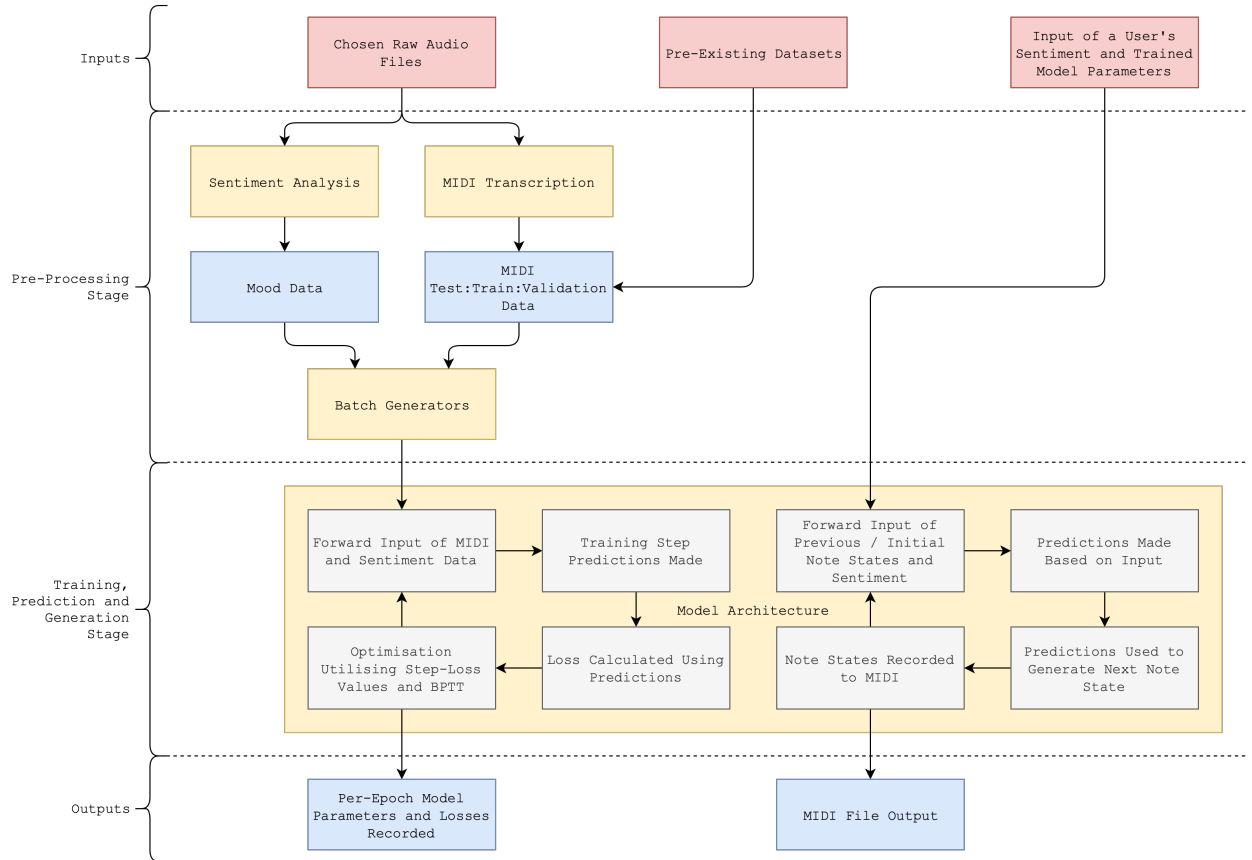 Inputs
Chosen Raw Audio
Files
Pre-Existing Datasets
Input of a User's
Sentiment and Trained
Model Parameters
Pre-Processing
Stage
Sentiment Analysis
MIDI Transcription
Mood Data
MIDI
Test:Train:Validation
Data
Batch Generators
Training,
Prediction and
Generation
Stage
Forward Input of MIDI
and Sentiment Data
Training Step
Predictions Made
Forward Input of
Previous / Initial
Note States and
Sentiment
Predictions Made
Based on Input
Model Architecture
Optimisation
Utilising Step-Loss
Values and BPTT
Loss Calculated Using
Predictions
Note States Recorded
to MIDI
Predictions Used to
Generate Next Note
State
Outputs
Per-Epoch Model
Parameters and Losses
Recorded
MIDI File Output